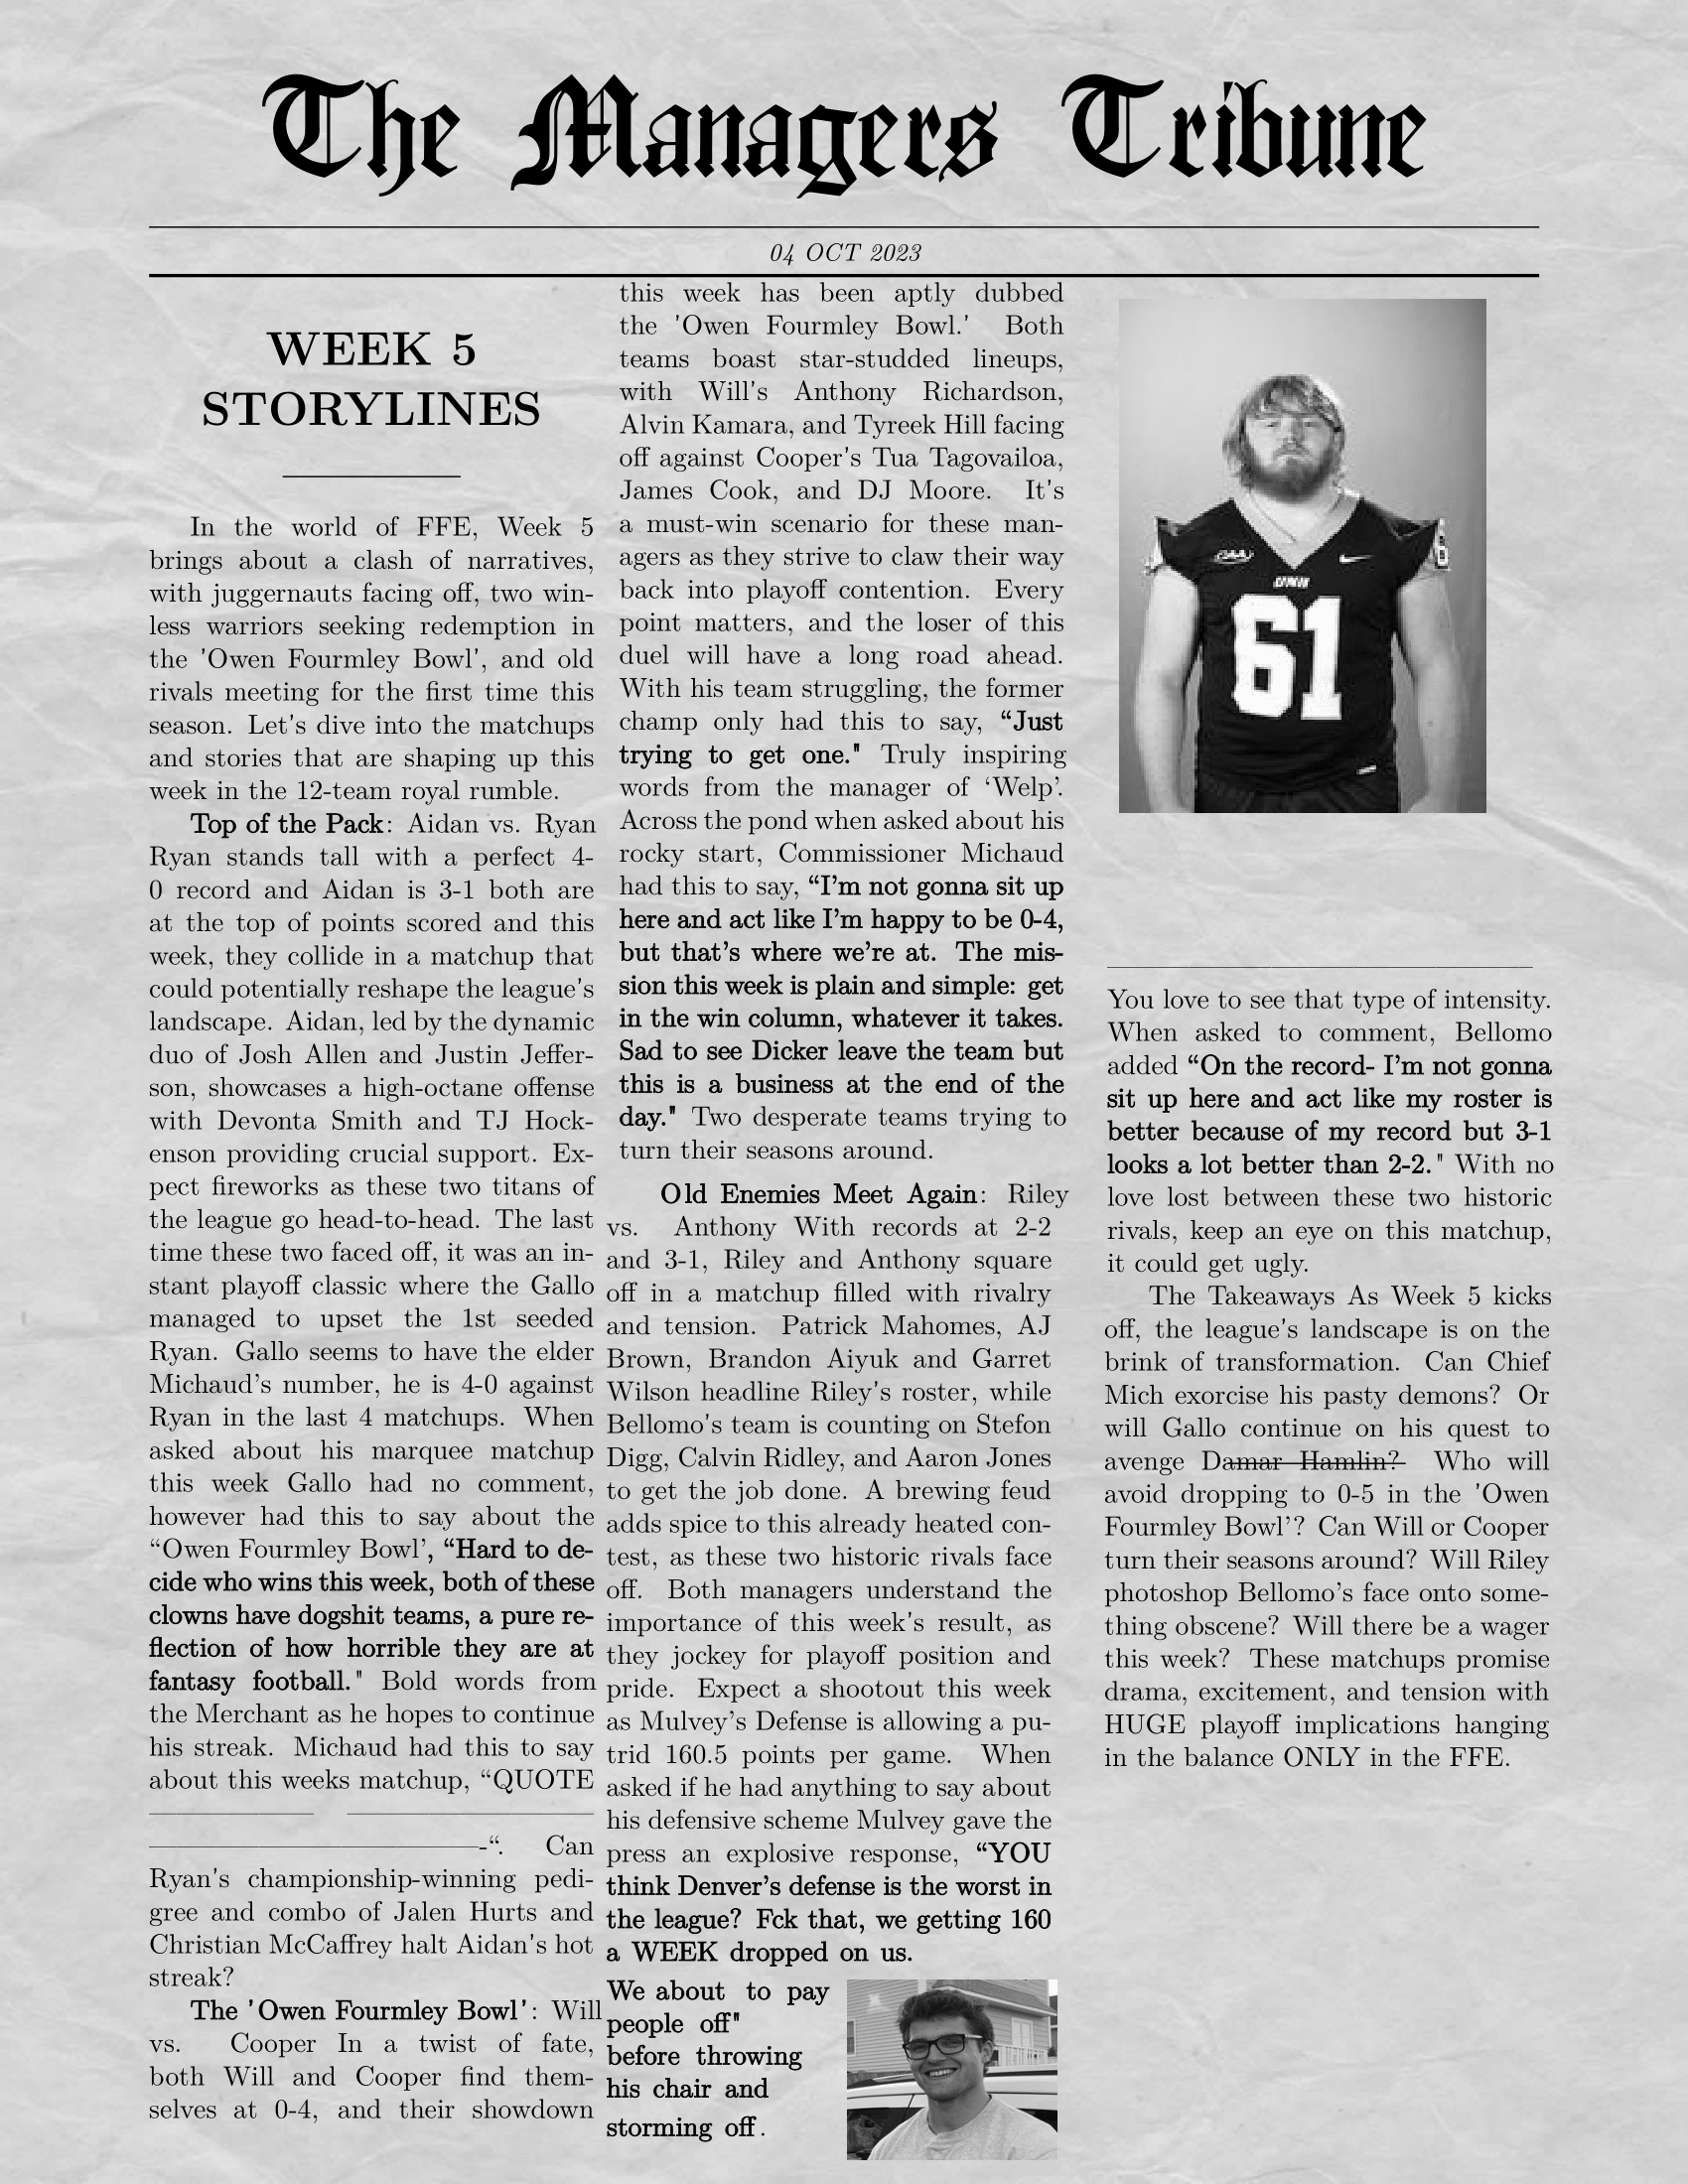 The Managers Tribune
04 OCT 2023
WEEK 5
STORYLINES
In the world of FFE, Week 5
brings about a clash of narratives,
with juggernauts facing off, two win-
less warriors seeking redemption in
the 'Owen Fourmley Bowl', and old
rivals meeting for the first time this
season. Let's dive into the matchups
and stories that are shaping up this
week in the 12-team royal rumble.
Top of the Pack: Aidan vs. Ryan
Ryan stands tall with a perfect 4-
0 record and Aidan is 3-1 both are
at the top of points scored and this
week, they collide in a matchup that
could potentially reshape the league's
landscape. Aidan, led by the dynamic
duo of Josh Allen and Justin Jeffer-
son, showcases a high-octane offense
with Devonta Smith and TJ Hock-
enson providing crucial support. Ex-
pect fireworks as these two titans of
the league go head-to-head. The last
time these two faced off, it was an in-
stant playoff classic where the Gallo
managed to upset the 1st seeded
Ryan. Gallo seems to have the elder
Michaud’s number, he is 4-0 against
Ryan in the last 4 matchups. When
asked about his marquee matchup
this week Gallo had no comment,
however had this to say about the
“Owen Fourmley Bowl’, “Hard to de-
cide who wins this week, both of these
clowns have dogshit teams, a pure re-
flection of how horrible they are at
fantasy football." Bold words from
the Merchant as he hopes to continue
his streak. Michaud had this to say
about this weeks matchup, “QUOTE
-“. Can
Ryan's championship-winning pedi-
gree and combo of Jalen Hurts and
Christian McCaffrey halt Aidan's hot
streak?
The 'Owen Fourmley Bowl': Will
vs. Cooper In a twist of fate,
both Will and Cooper find them-
selves at 0-4, and their showdown
this week has been aptly dubbed
the 'Owen Fourmley Bowl.' Both
teams boast star-studded lineups,
with Will's Anthony Richardson,
Alvin Kamara, and Tyreek Hill facing
off against Cooper's Tua Tagovailoa,
James Cook, and DJ Moore. It's
a must-win scenario for these man-
agers as they strive to claw their way
back into playoff contention. Every
point matters, and the loser of this
duel will have a long road ahead.
With his team struggling, the former
champ only had this to say, “Just
trying to get one." Truly inspiring
words from the manager of ‘Welp’.
Across the pond when asked about his
rocky start, Commissioner Michaud
had this to say, “I’m not gonna sit up
here and act like I’m happy to be 0-4,
but that’s where we’re at. The mis-
sion this week is plain and simple: get
in the win column, whatever it takes.
Sad to see Dicker leave the team but
this is a business at the end of the
day." Two desperate teams trying to
turn their seasons around.
Old Enemies Meet Again: Riley
vs. Anthony With records at 2-2
and 3-1, Riley and Anthony square
off in a matchup filled with rivalry
and tension. Patrick Mahomes, AJ
Brown, Brandon Aiyuk and Garret
Wilson headline Riley's roster, while
Bellomo's team is counting on Stefon
Digg, Calvin Ridley, and Aaron Jones
to get the job done. A brewing feud
adds spice to this already heated con-
test, as these two historic rivals face
off. Both managers understand the
importance of this week's result, as
they jockey for playoff position and
pride. Expect a shootout this week
as Mulvey’s Defense is allowing a pu-
trid 160.5 points per game. When
asked if he had anything to say about
his defensive scheme Mulvey gave the
press an explosive response, “YOU
think Denver’s defense is the worst in
the league? Fck that, we getting 160
a WEEK dropped on us.
We about to pay
people off"
before throwing
his chair and
storming off.
UNH
61
You love to see that type of intensity.
When asked to comment, Bellomo
added “On the record- I’m not gonna
sit up here and act like my roster is
better because of my record but 3-1
looks a lot better than 2-2." With no
love lost between these two historic
rivals, keep an eye on this matchup,
it could get ugly.
The Takeaways As Week 5 kicks
off, the league's landscape is on the
brink of transformation. Can Chief
Mich exorcise his pasty demons? Or
will Gallo continue on his quest to
avenge Damar Hamlin? Who will
avoid dropping to 0-5 in the 'Owen
Fourmley Bowl’? Can Will or Cooper
turn their seasons around? Will Riley
photoshop Bellomo’s face onto some-
thing obscene? Will there be a wager
this week? These matchups promise
drama, excitement, and tension with
HUGE playoff implications hanging
in the balance ONLY in the FFE.